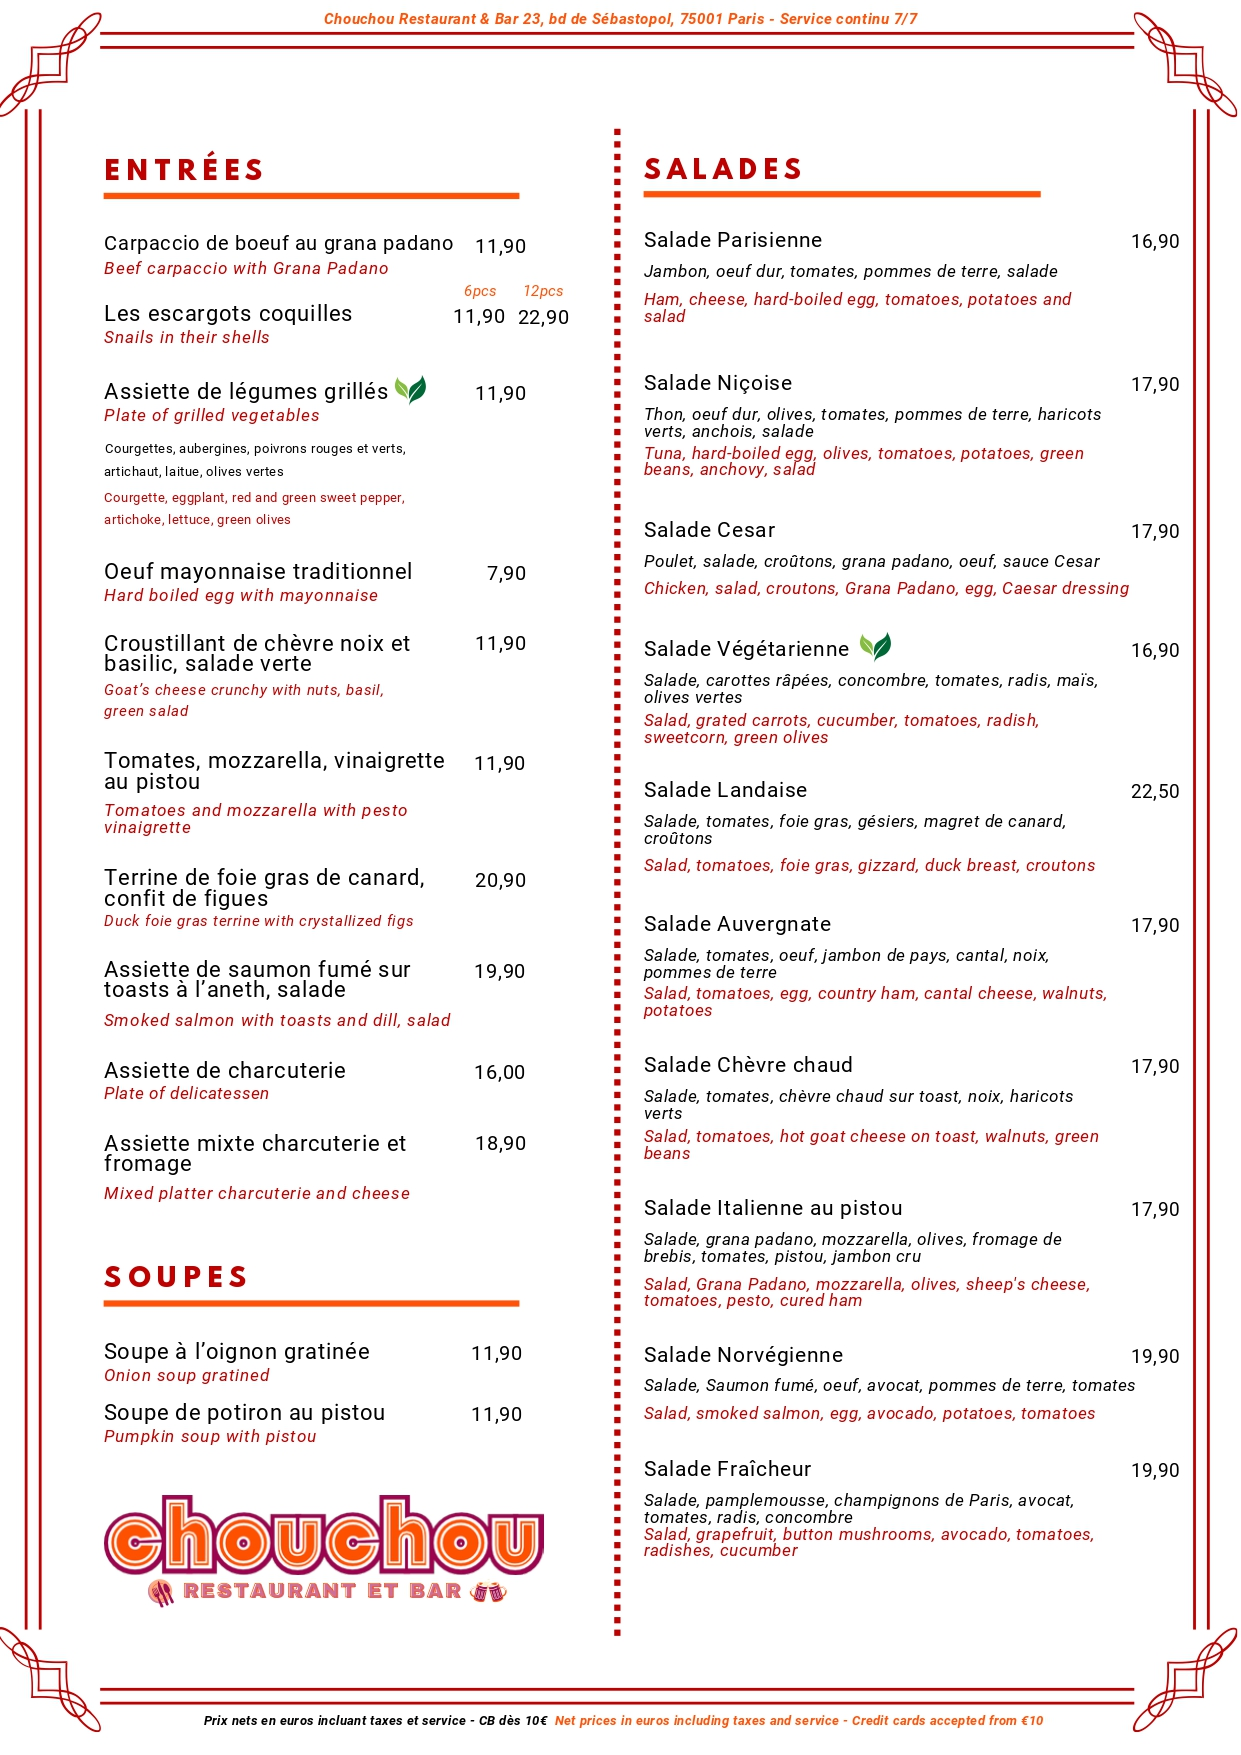 Chouchou Restaurant & Bar 23, bd de Sébastopol, 75001 Paris - Service continu 7/7
ENTRÉES
Carpaccio de boeuf au grana padano 11,90
Beef carpaccio with Grana Padano
6pcs 12pcs
Les escargots coquilles 11,90 22,90
Snails in their shells
Assiette de légumes grillés 11,90
Plate of grilled vegetables
Courgettes, aubergines, poivrons rouges et verts,
artichaut, laitue, olives vertes
Courgette, eggplant, red and green sweet pepper,
artichoke, lettuce, green olives
Oeuf mayonnaise traditionnel 7,90
Hard boiled egg with mayonnaise
Croustillant de chèvre noix et 11,90
basilic, salade verte
Goat’s cheese crunchy with nuts, basil,
green salad
Tomates, mozzarella, vinaigrette 11,90
au pistou
Tomatoes and mozzarella with pesto
vinaigrette
Terrine de foie gras de canard, 20,90
confit de figues
Duck foie gras terrine with crystallized figs
Assiette de saumon fumé sur 19,90
toasts à l’aneth, salade
Smoked salmon with toasts and dill, salad
Assiette de charcuterie 16,00
Plate of delicatessen
Assiette mixte charcuterie et 18,90
fromage
Mixed platter charcuterie and cheese
SOUPES
Soupe à l’oignon gratinée 11,90
Onion soup gratined
Soupe de potiron au pistou 11,90
Pumpkin soup with pistou
chouchou
RESTAURANT ET BAR
SALADES
Salade Parisienne 16,90
Jambon, oeuf dur, tomates, pommes de terre, salade
Ham, cheese, hard-boiled egg, tomatoes, potatoes and
salad
Salade Niçoise 17,90
Thon, oeuf dur, olives, tomates, pommes de terre, haricots
verts, anchois, salade
Tuna, hard-boiled egg, olives, tomatoes, potatoes, green
beans, anchovy, salad
Salade Cesar 17,90
Poulet, salade, croûtons, grana padano, oeuf, sauce Cesar
Chicken, salad, croutons, Grana Padano, egg, Caesar dressing
Salade Végétarienne 16,90
Salade, carottes râpées, concombre, tomates, radis, maïs,
olives vertes
Salad, grated carrots, cucumber, tomatoes, radish,
sweetcorn, green olives
Salade Landaise 22,50
Salade, tomates, foie gras, gésiers, magret de canard,
croûtons
Salad, tomatoes, foie gras, gizzard, duck breast, croutons
Salade Auvergnate 17,90
Salade, tomates, oeuf, jambon de pays, cantal, noix,
pommes de terre
Salad, tomatoes, egg, country ham, cantal cheese, walnuts,
potatoes
Salade Chèvre chaud 17,90
Salade, tomates, chèvre chaud sur toast, noix, haricots
verts
Salad, tomatoes, hot goat cheese on toast, walnuts, green
beans
Salade Italienne au pistou 17,90
Salade, grana padano, mozzarella, olives, fromage de
brebis, tomates, pistou, jambon cru
Salad, Grana Padano, mozzarella, olives, sheep's cheese,
tomatoes, pesto, cured ham
Salade Norvégienne 19,90
Salade, Saumon fumé, oeuf, avocat, pommes de terre, tomates
Salad, smoked salmon, egg, avocado, potatoes, tomatoes
Salade Fraîcheur 19,90
Salade, pamplemousse, champignons de Paris, avocat,
tomates, radis, concombre
Salad, grapefruit, button mushrooms, avocado, tomatoes,
radishes, cucumber
Prix nets en euros incluant taxes et service - CB dès 10€ Net prices in euros including taxes and service - Credit cards accepted from €10